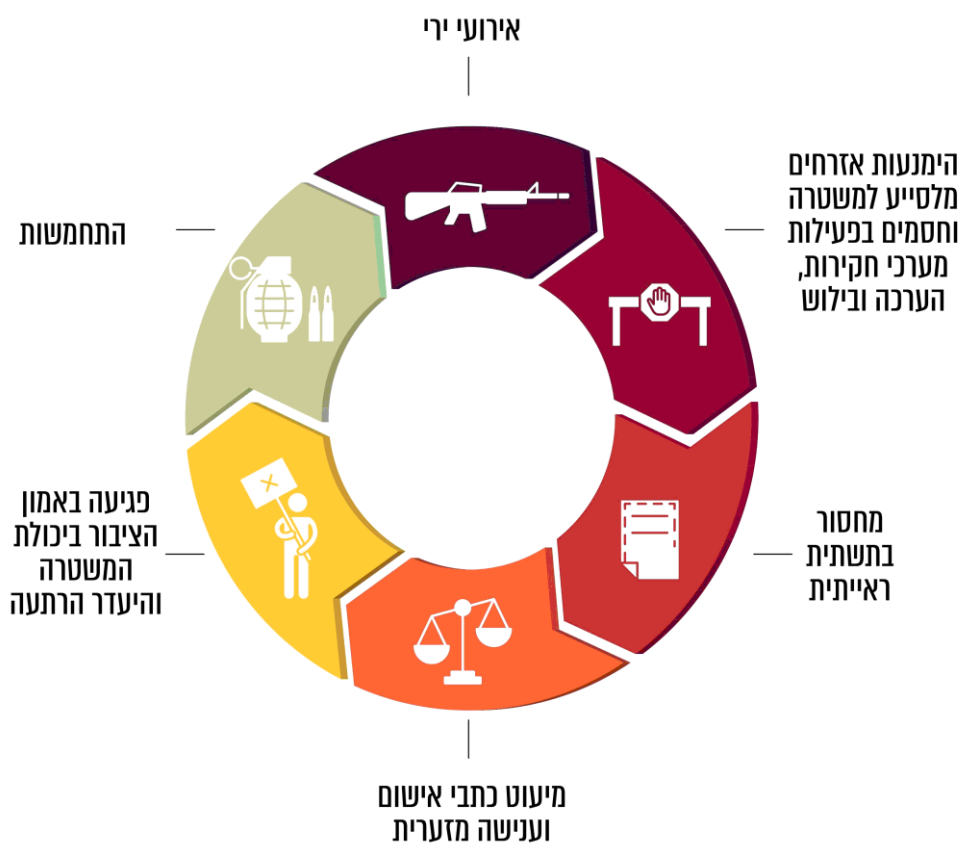 אירועי ירי
הימנעות אזרחים
מלסייע למשטרה
וחסמים בפעילות
מערכי חקירות,
הערכה ובילוש
מחסור
בתשתית
ראייתית
מיעוט כתבי אישום
וענישה מזערית
פגיעה באמון
הציבור ביכולת
המשטרה
והיעדר הרתעה
התחמשות